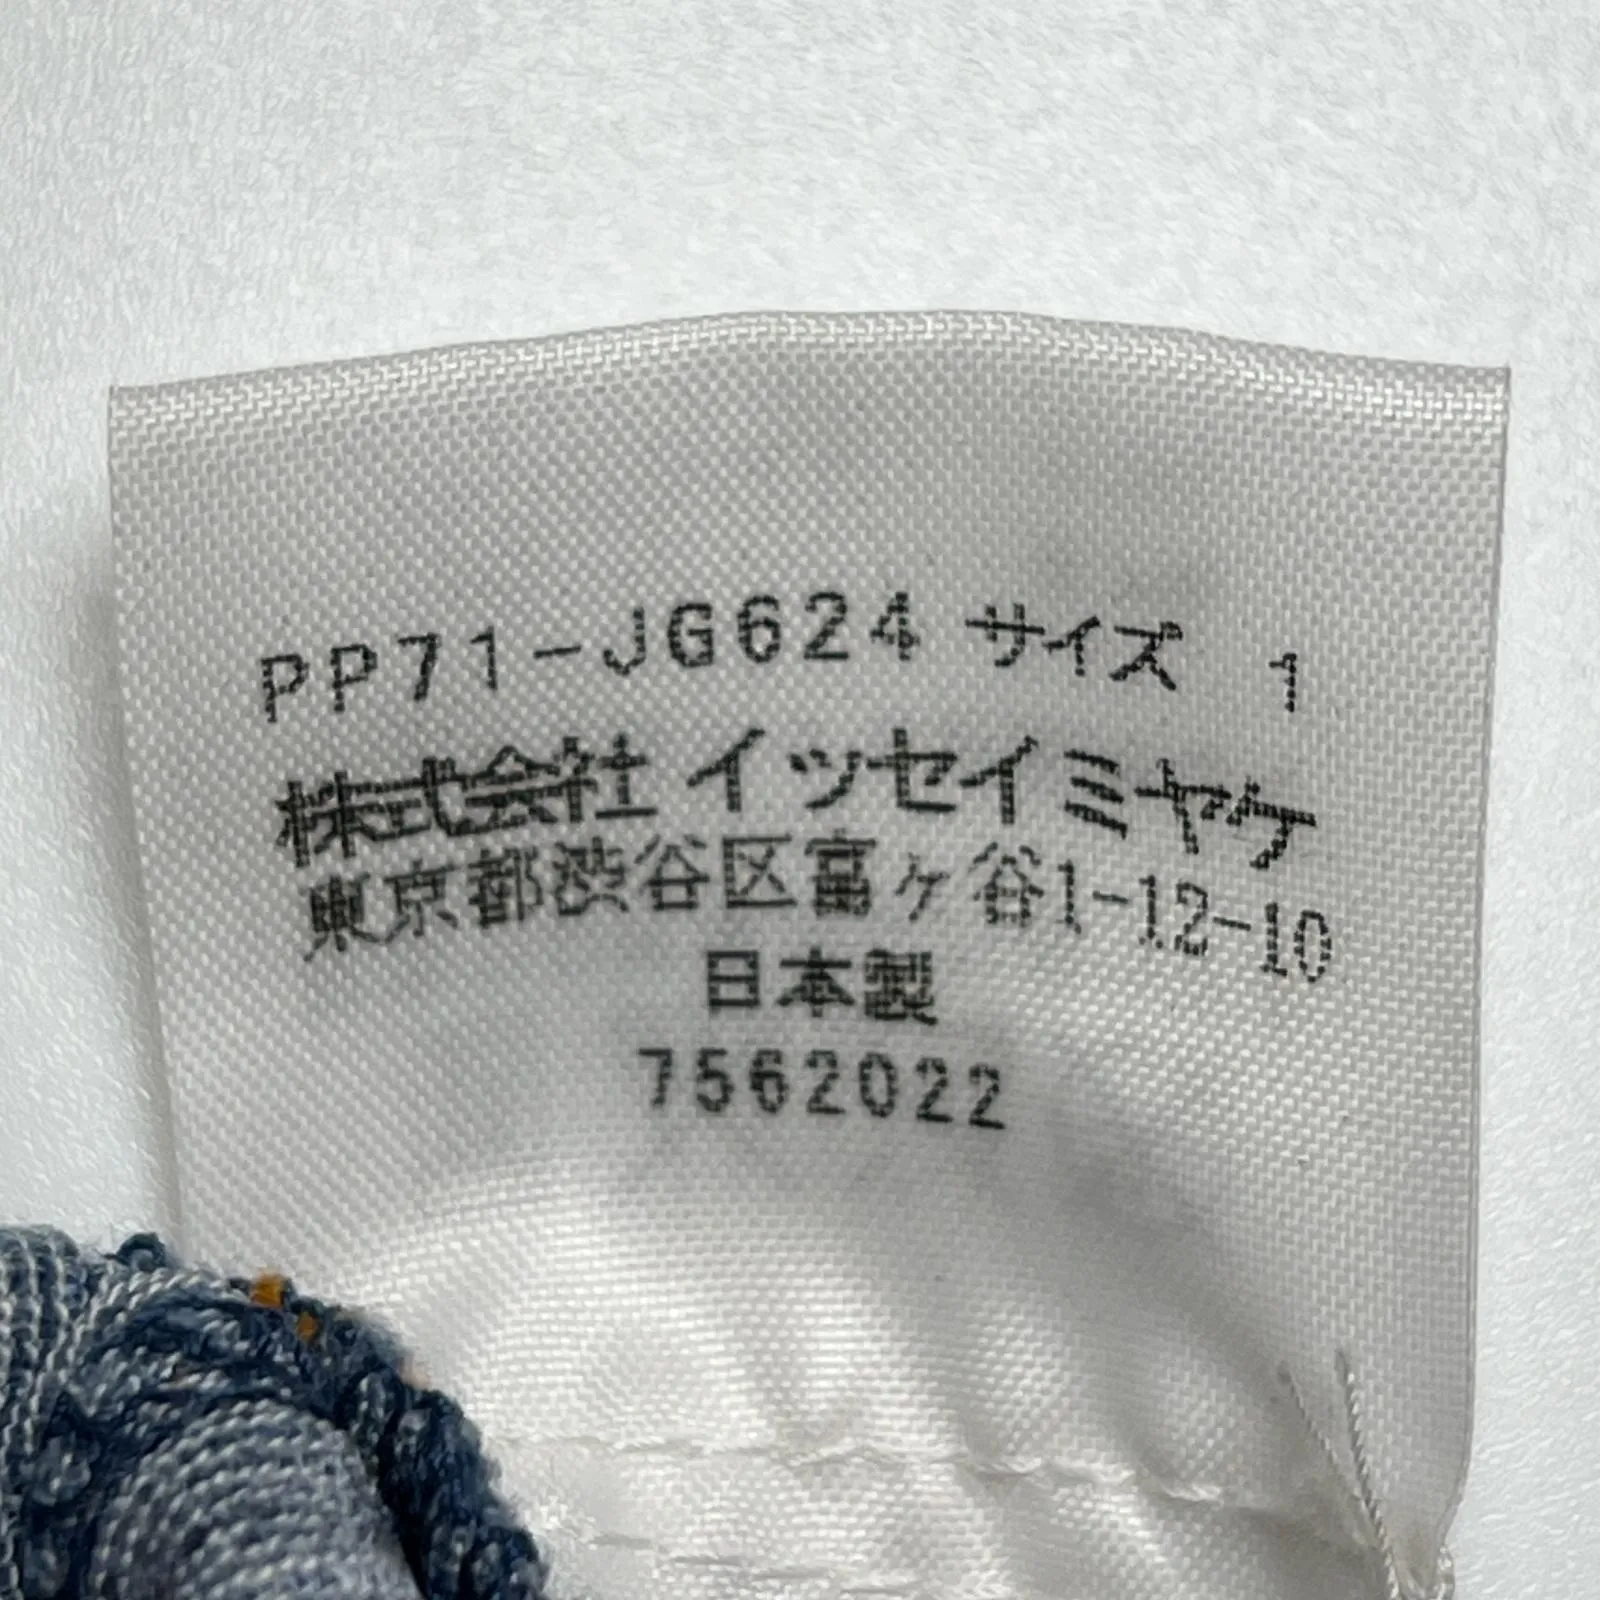 PP71-JG624 サイズ 1
株式会社 イッセイミヤケ
東京都渋谷区富ヶ谷1-12-10
日本製
7562022